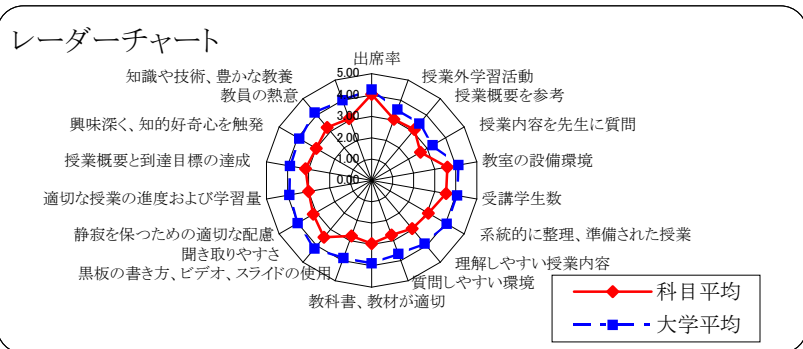 レーダーチャート
出席率
授業外学習活動
授業概要を参考
授業内容を先生に質問
教室の設備環境
受講学生数
系統的に整理、準備された授業
理解しやすい授業内容
質問しやすい環境
教科書、教材が適切
黒板の書き方、ビデオ、スライドの使用
聞き取りやすさ
静寂を保つための適切な配慮
適切な授業の進度および学習量
授業概要と到達目標の達成
興味深く、知的好奇心を触発
教員の熱意
知識や技術、豊かな教養
5.00
4.00
3.00
2.00
1.00
0.00
科目平均
大学平均